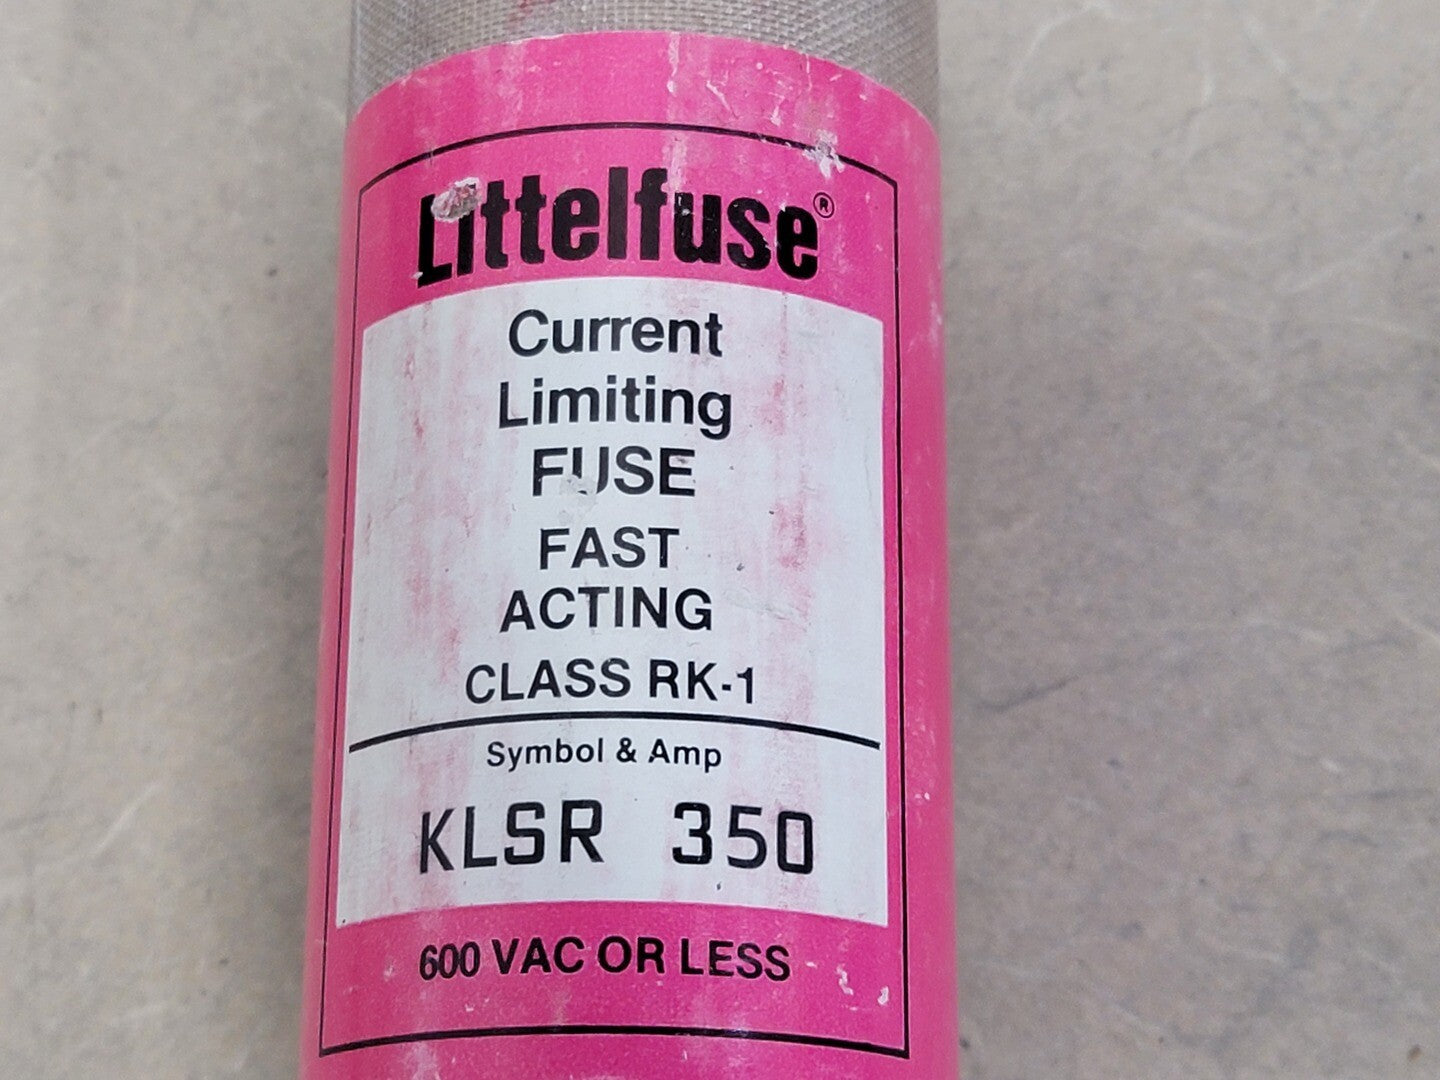 Littelfuse®
Current
Limiting
FUSE
FAST
ACTING
CLASS RK-1
Symbol & Amp
KLSR 350
600 VAC OR LESS